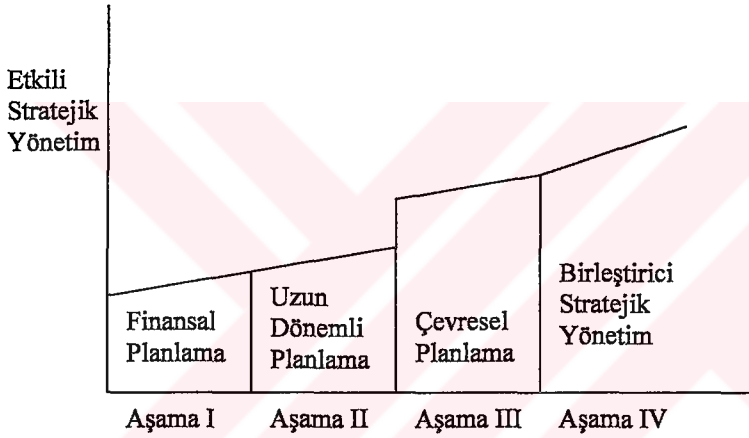 Etkili
Stratejik
Yönetim
Finansal
Planlama
Uzun
Dönemli
Planlama
Çevresel
Planlama
Birleştirici
Stratejik
Yönetim
Aşama I
Aşama II
Aşama III
Aşama IV